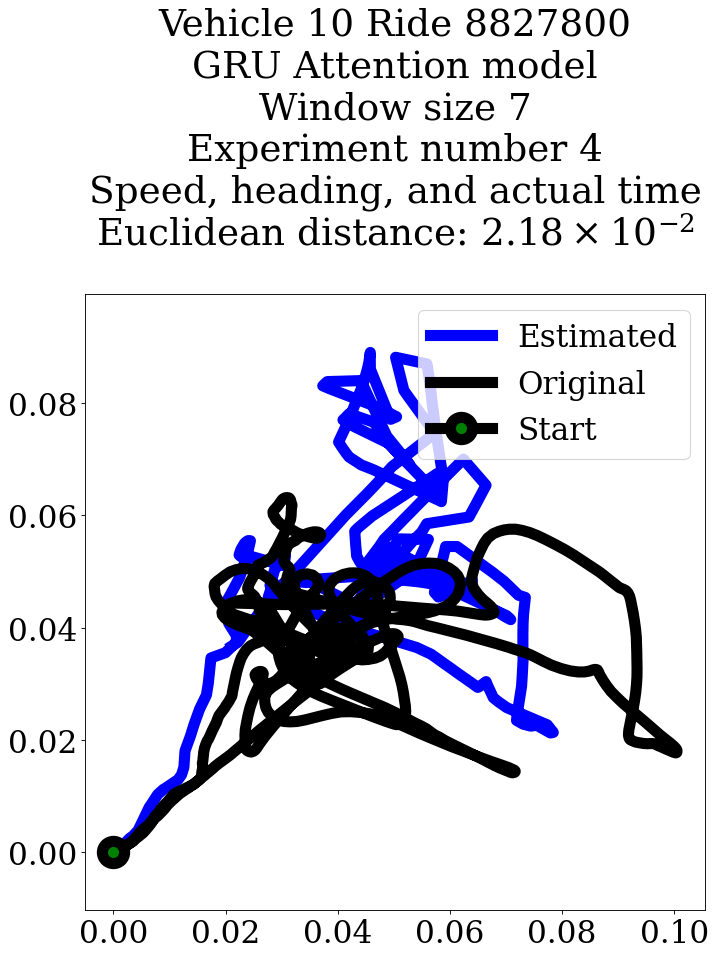 Vehicle 10 Ride 8827800
GRU Attention model
Window size 7
Experiment number 4
Speed, heading, and actual time
Euclidean distance: 2.18 × 10⁻²
Estimated
Original
Start
0.08
0.06
0.04
0.02
0.00
0.00 0.02 0.04 0.06 0.08 0.10